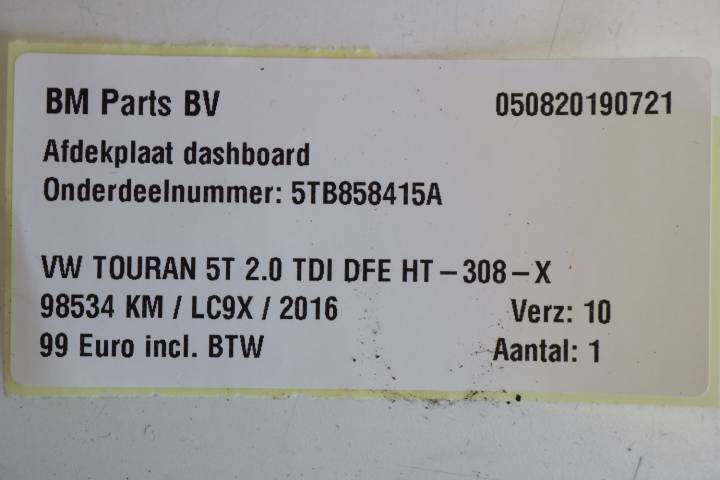 BM Parts BV 050820190721
Afdekplaat dashboard
Onderdeelnummer: 5TB858415A
VW TOURAN 5T 2.0 TDI DFE HT-308-X
98534 KM / LC9X / 2016 Verz: 10
99 Euro incl. BTW Aantal: 1